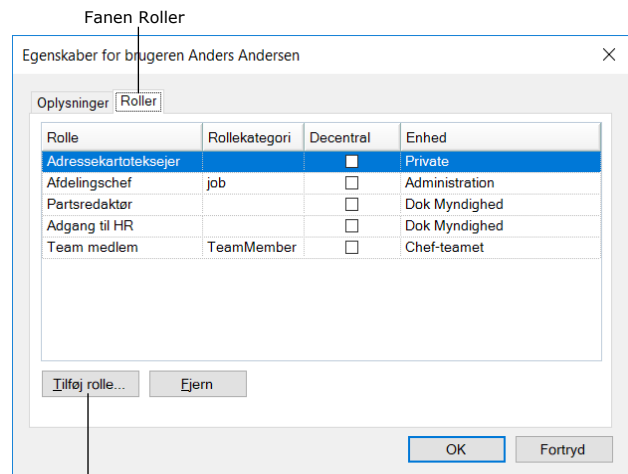 Fanen Roller
Egenskaber for brugeren Anders Andersen
Oplysninger Roller
Rolle Rollekategori Decentral Enhed
Adressekartoteksejer Private
Afdelingschef job Administration
Partsredaktør Dok Myndighed
Adgang til HR Dok Myndighed
Team medlem TeamMember Chef-teamet
Tilføj rolle... Fjern
OK Fortryd